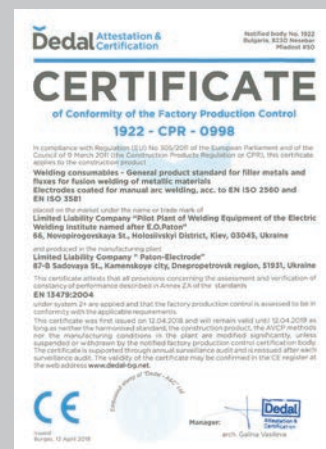 Dedal Attestation &
Certification
Notified body No. 1922
Bulgaria, 8230 Nesebar
Mladost #50
CERTIFICATE
of Conformity of the Factory Production Control
1922 - CPR - 0998
In compliance with Regulation (EU) No 305/2011 of the European Parliament and of the
Council of 9 March 2011 (the Construction Products Regulation or CPR), this certificate
applies to the construction product
Welding consumables - General product standard for filler metals and
fluxes for fusion welding of metallic materials
Electrodes coated for manual arc welding, acc. to EN ISO 2560 and
EN ISO 3581
placed on the market under the name or trade mark of
Limited Liability Company "Pilot Plant of Welding Equipment of the Electric
Welding institute named after E.O.Paton"
66, Novopirogovskaya St., Holosiivskyi District, Kiev, 03045, Ukraine
and produced in the manufacturing plant
Limited Liability Company " Paton-Electrode"
87-B Sadovaya St., Kamenskoye city, Dnepropetrovsk region, 51931, Ukraine
This certificate attests that all provisions concerning the assessment and verification of
constancy of performance described in Annex ZA of the standards
EN 13479:2004
under system 2+ are applied and that the factory production control is assessed to be in
conformity with the applicable requirements.
This certificate was first issued on 12.04.2018 and will remain valid until 12.04.2019 as
long as neither the harmonised standard, the construction product, the AVCP methods
nor the manufacturing conditions in the plant are modified significantly, unless
suspended or withdrawn by the notified factory production control certification body.
The certificate is supported through annual surveillance audit and is reissued after each
surveillance audit. The validity of the certificate may be confirmed in the CE register at
the web address www.dedal-bg.net.
CE
Manager:
arch. Galina Vasileva
Dedal
Attestation &
Certification
Issued:
Burgas, 12 April 2018